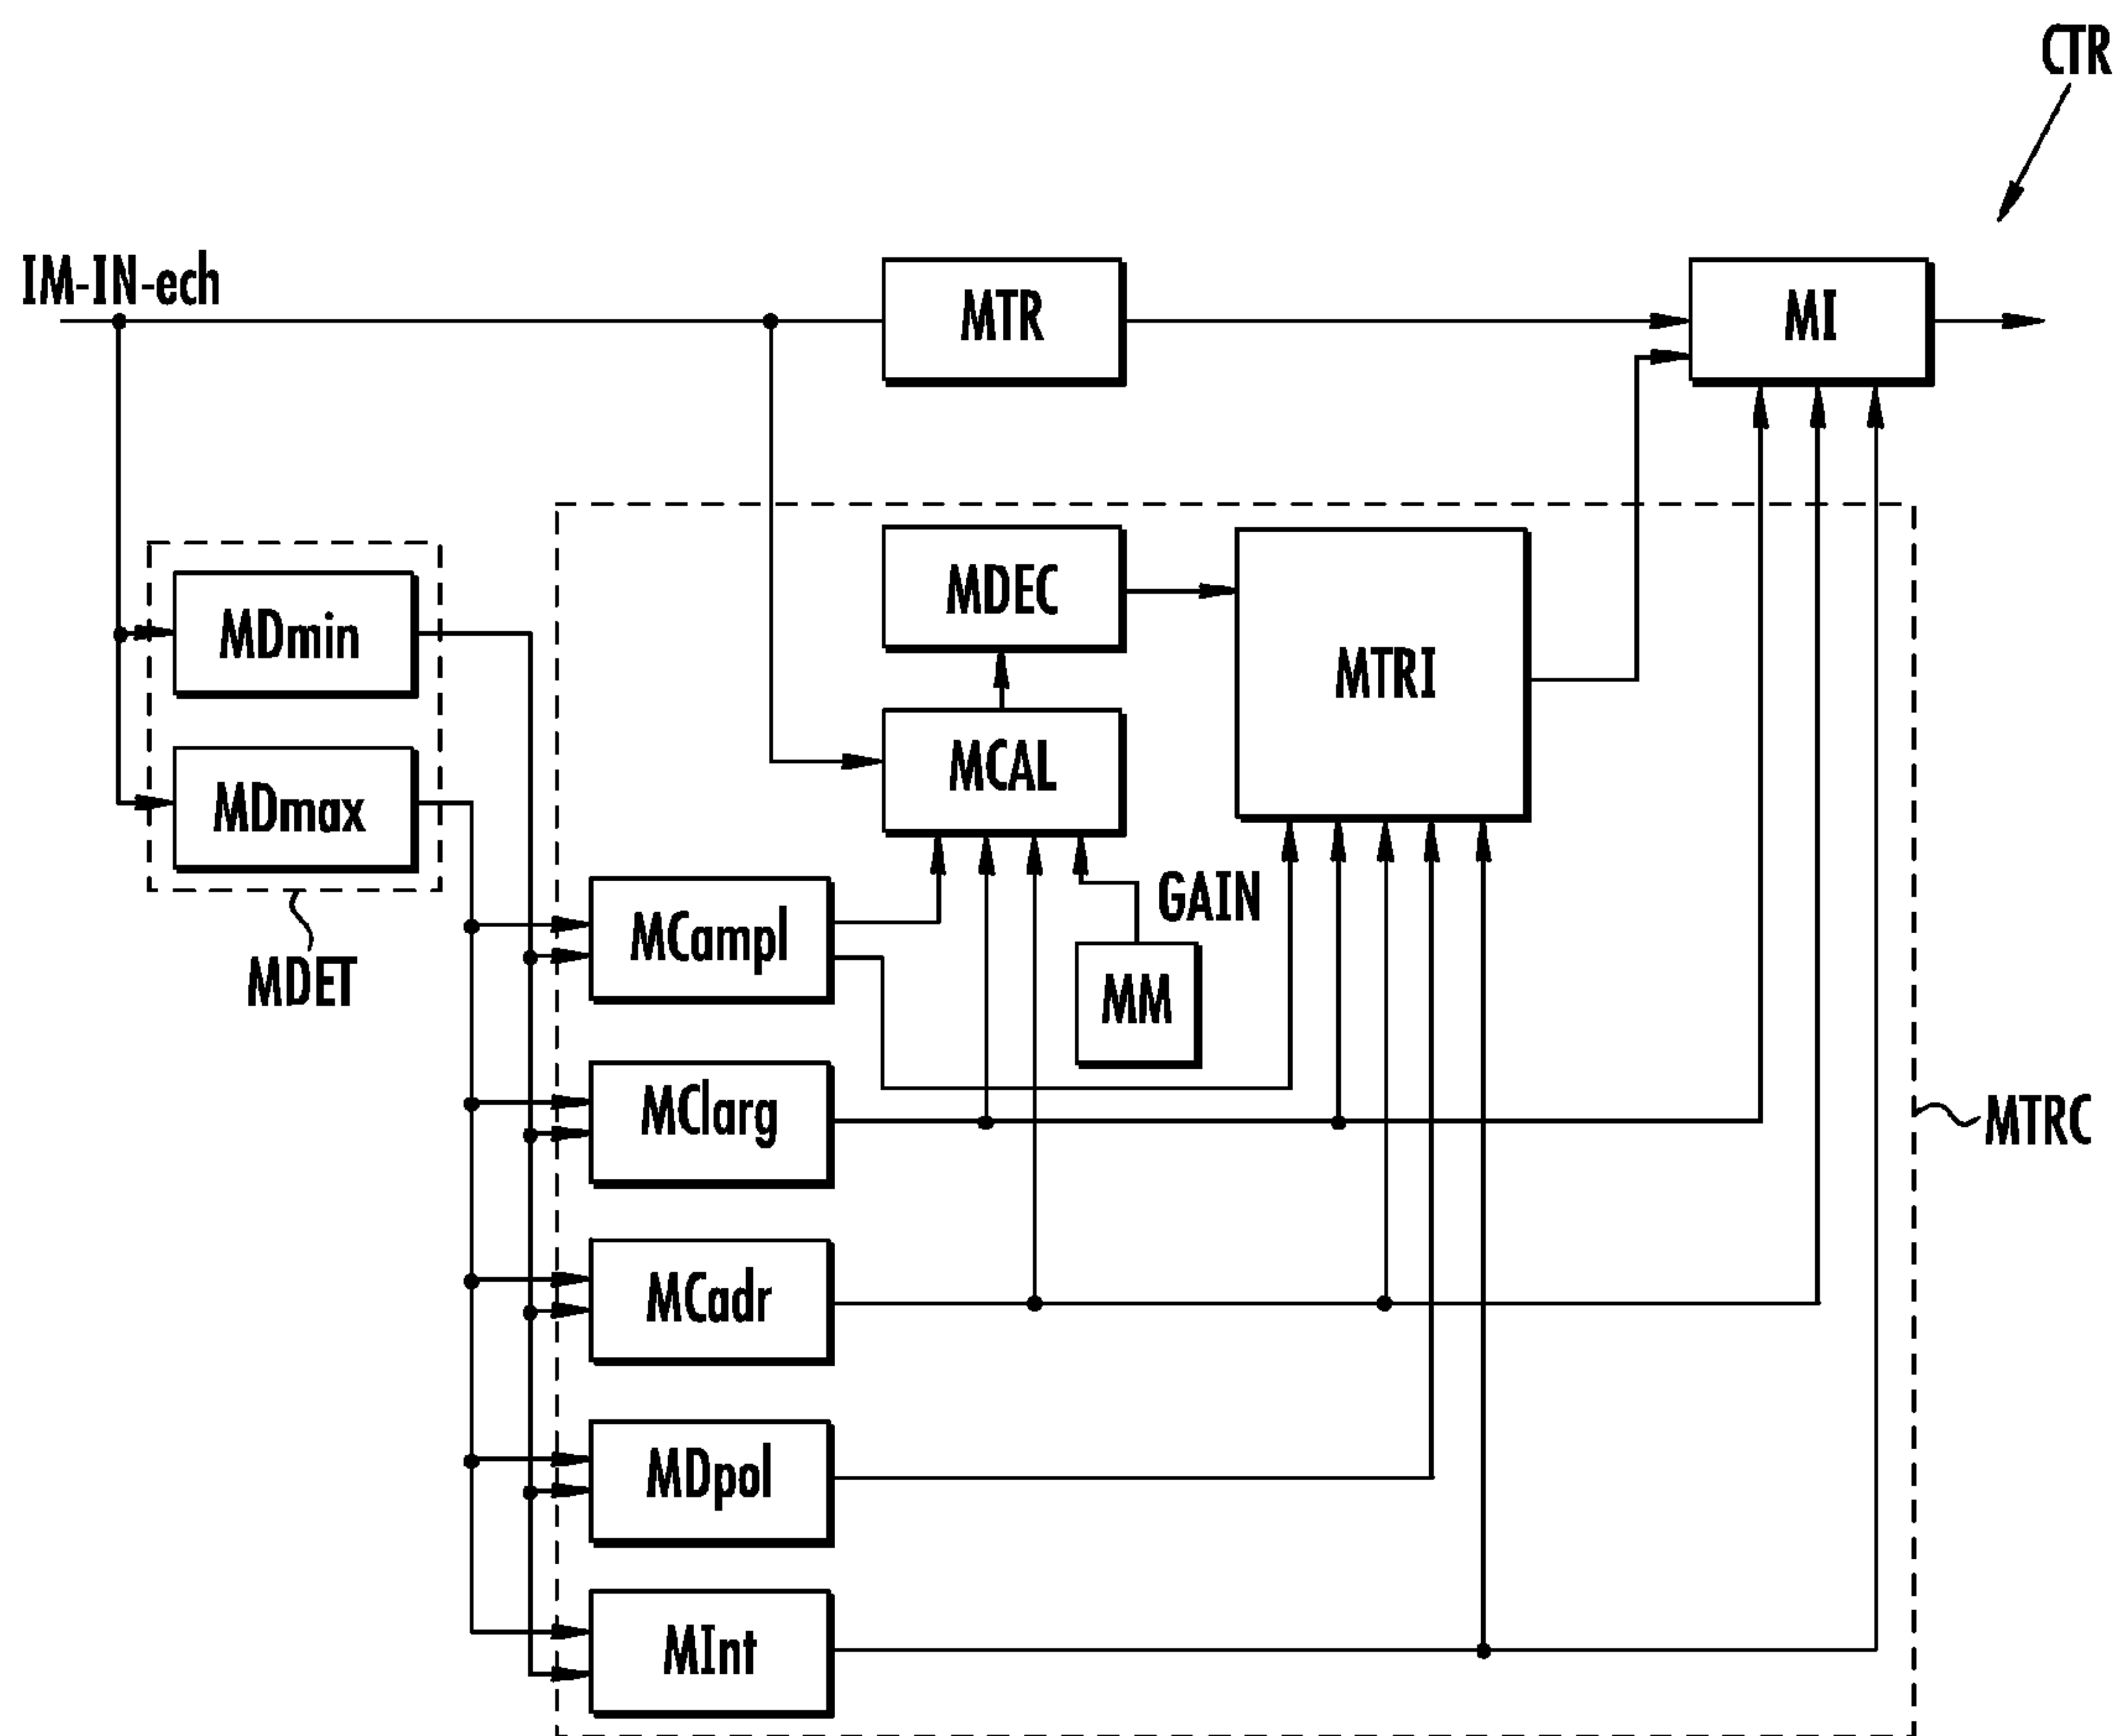 CTR
IM-IN-ech
MTR
MI
MDmin
MDEC
MTRI
MDmax
MCAL
GAIN
MCampl
MDET
MM
MClarg
MTRC
MCadr
MDpol
MInt